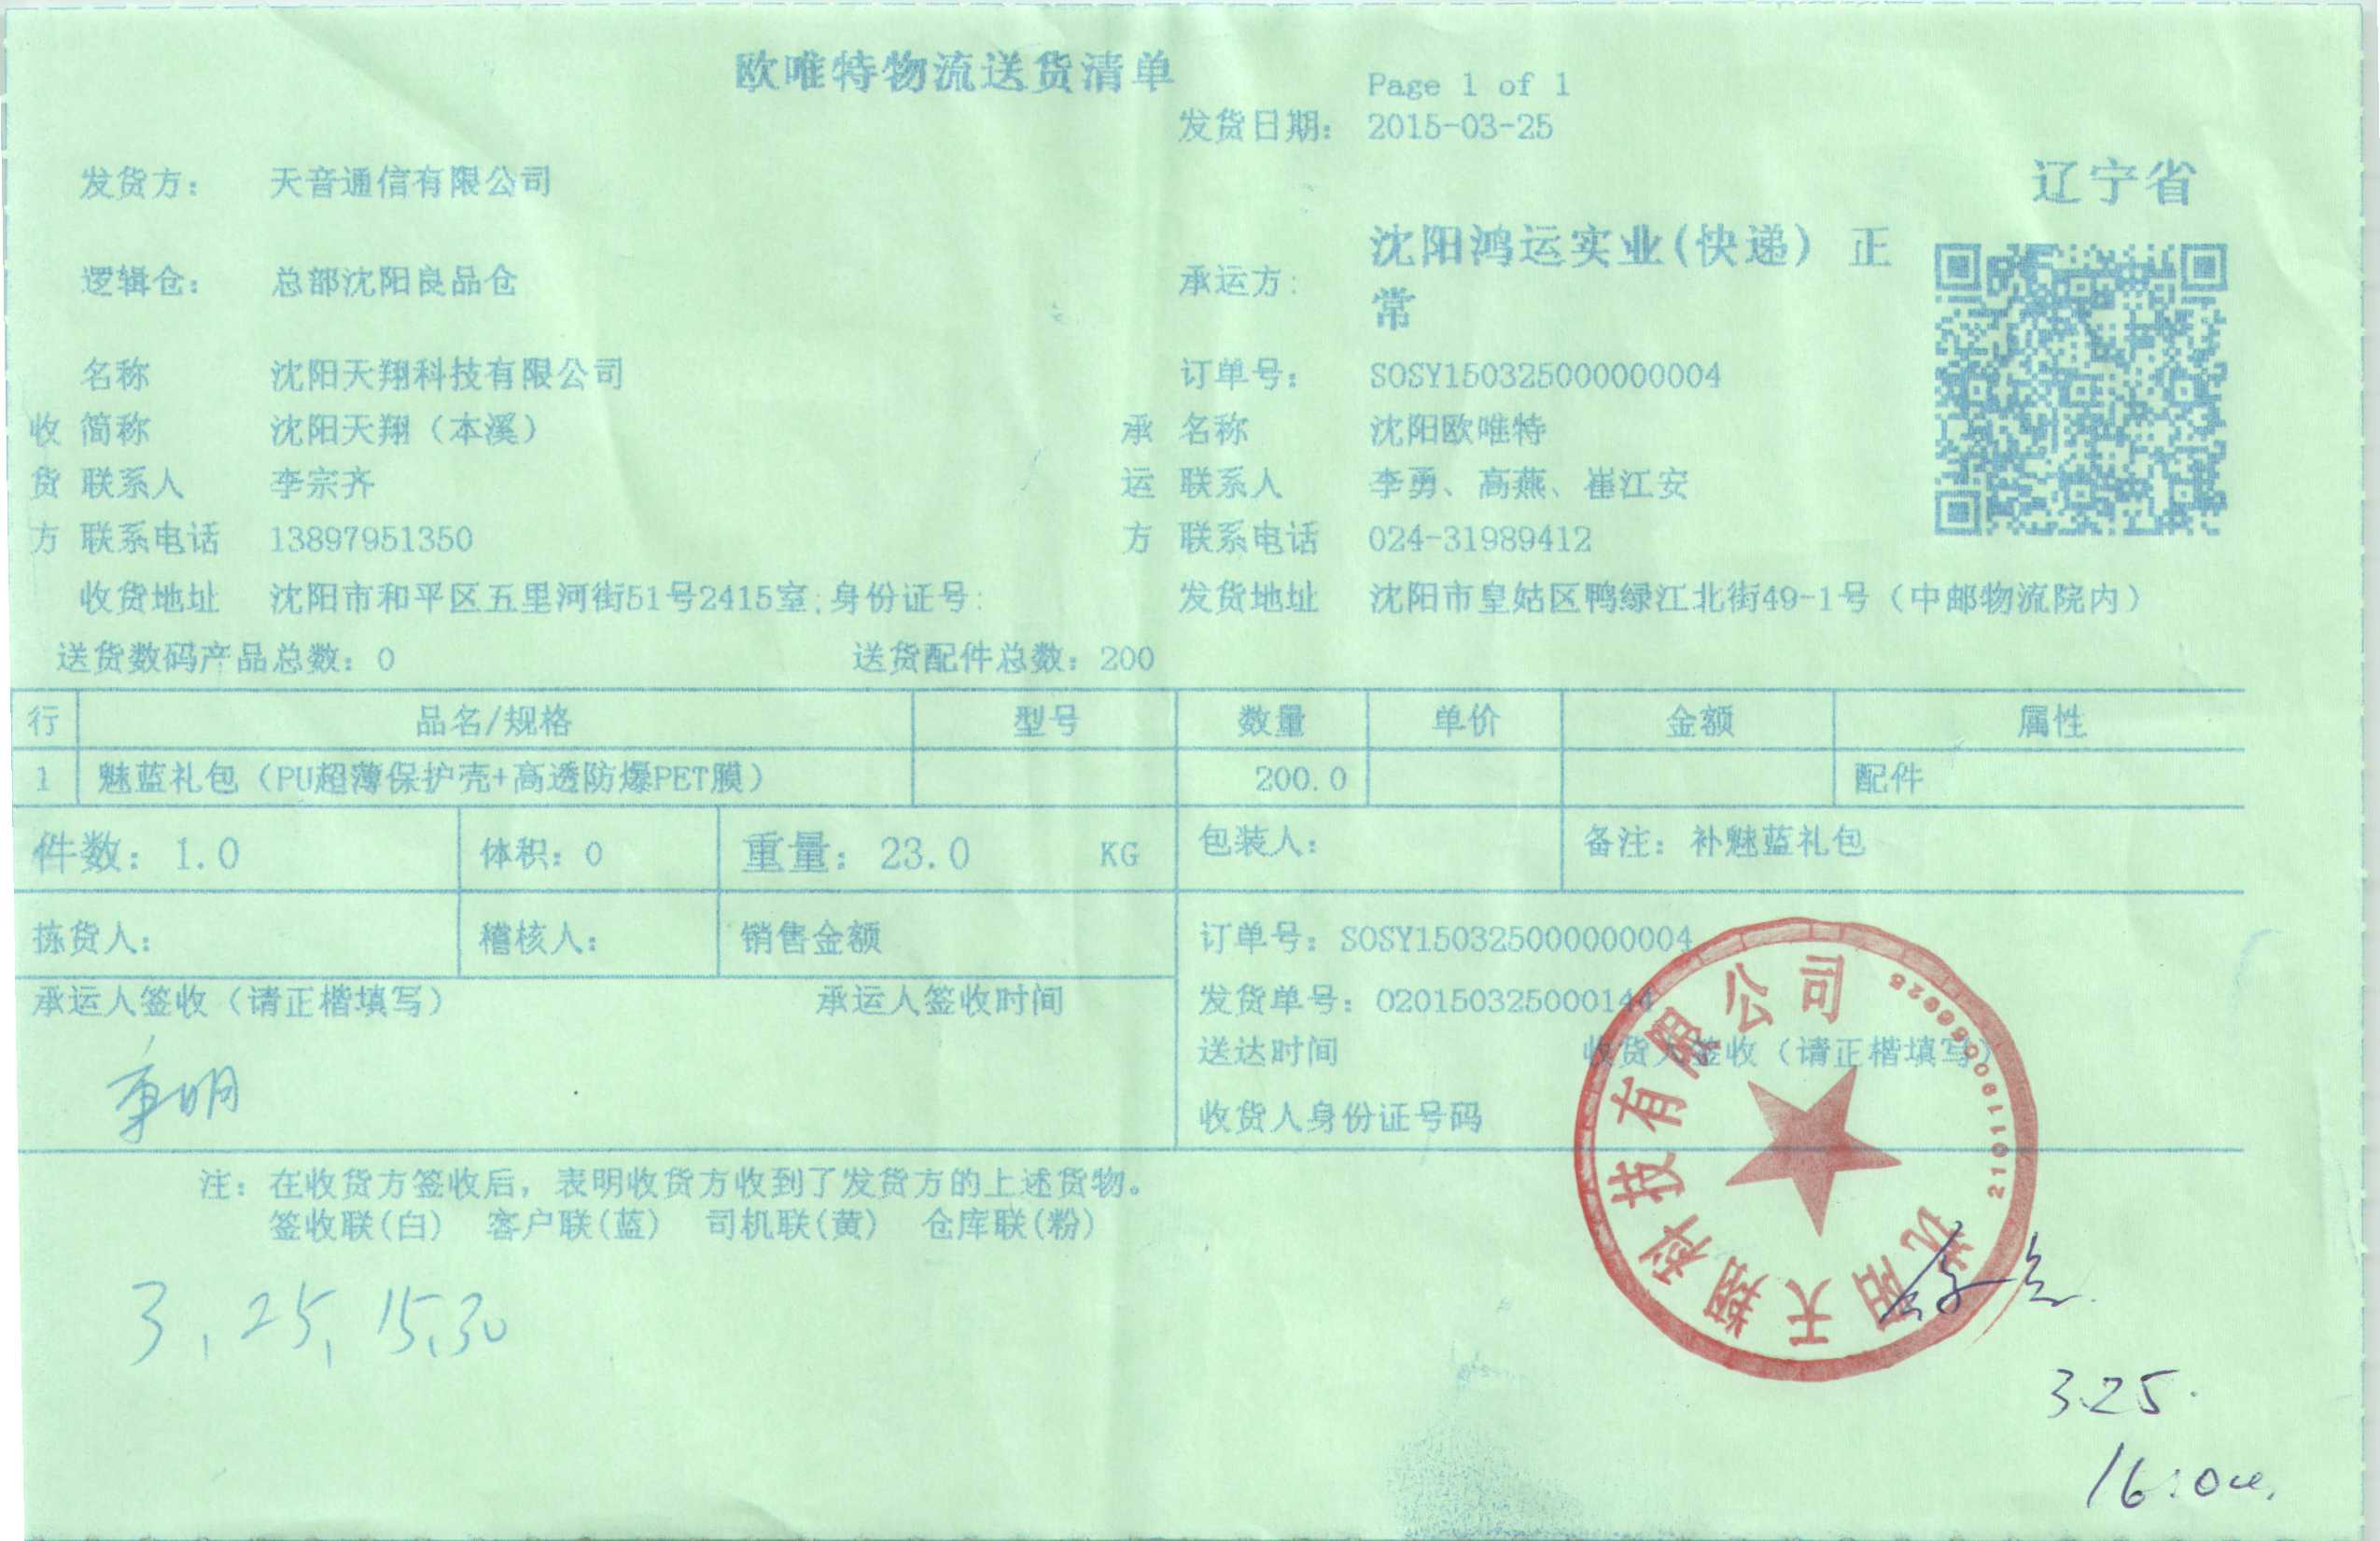 欧唯特物流送货清单
Page 1 of 1
发货日期: 2015-03-25
发货方: 天音通信有限公司
辽宁省
逻辑仓: 总部沈阳良品仓
承运方: 沈阳鸿运实业(快递) 正
常
名称 沈阳天翔科技有限公司
订单号: SOSY150325000000004
收 简称 沈阳天翔（本溪）
承 名称 沈阳欧唯特
货 联系人 李宗齐
运 联系人 李勇、高燕、崔江安
方 联系电话 13897951350
方 联系电话 024-31989412
收货地址 沈阳市和平区五里河街51号2415室;身份证号:
发货地址 沈阳市皇姑区鸭绿江北街49-1号（中邮物流院内）
送货数码产品总数: 0 送货配件总数: 200
行 品名/规格 型号 数量 单价 金额 属性
1 魅蓝礼包（PU超薄保护壳+高透防爆PET膜） 200.0 配件
件数: 1.0 体积: 0 重量: 23.0 KG 包装人: 备注: 补魅蓝礼包
拣货人: 稽核人: 销售金额 订单号: SOSY150325000000004
承运人签收（请正楷填写） 承运人签收时间 发货单号: 020150325000144
送达时间 收货人签收（请正楷填写）
收货人身份证号码
注: 在收货方签收后，表明收货方收到了发货方的上述货物。
签收联(白) 客户联(蓝) 司机联(黄) 仓库联(粉)
沈阳天翔科技有限公司
3, 25, 15,30
3.25.